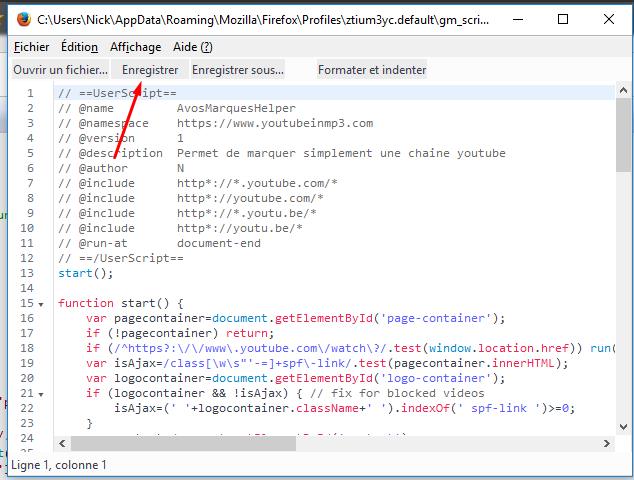 C:\Users\Nick\AppData\Roaming\Mozilla\Firefox\Profiles\ztium3yc.default\gm_scri...
Fichier Édition Affichage Aide (?)
Ouvrir un fichier... Enregistrer Enregistrer sous... Formater et indenter
1 // ==UserScript==
2 // @name AvosMarquesHelper
3 // @namespace https://www.youtubeinmp3.com
4 // @version 1
5 // @description Permet de marquer simplement une chaine youtube
6 // @author N
7 // @include http*://*.youtube.com/*
8 // @include http*://youtube.com/*
9 // @include http*://*.youtu.be/*
10 // @include http*://youtu.be/*
11 // @run-at document-end
12 // ==/UserScript==
13 start();
14
15 function start() {
16 var pagecontainer=document.getElementById('page-container');
17 if (!pagecontainer) return;
18 if (/^https?:\/\/www\.youtube.com\/watch\?/.test(window.location.href)) run(
19 var isAjax=/class[\w\s"'-=]+spf\-link/.test(pagecontainer.innerHTML);
20 var logocontainer=document.getElementById('logo-container');
21 if (logocontainer && !isAjax) { // fix for blocked videos
22 isAjax=(' '+logocontainer.className+' ').indexOf(' spf-link ')>=0;
23 }
24
Ligne 1, colonne 1